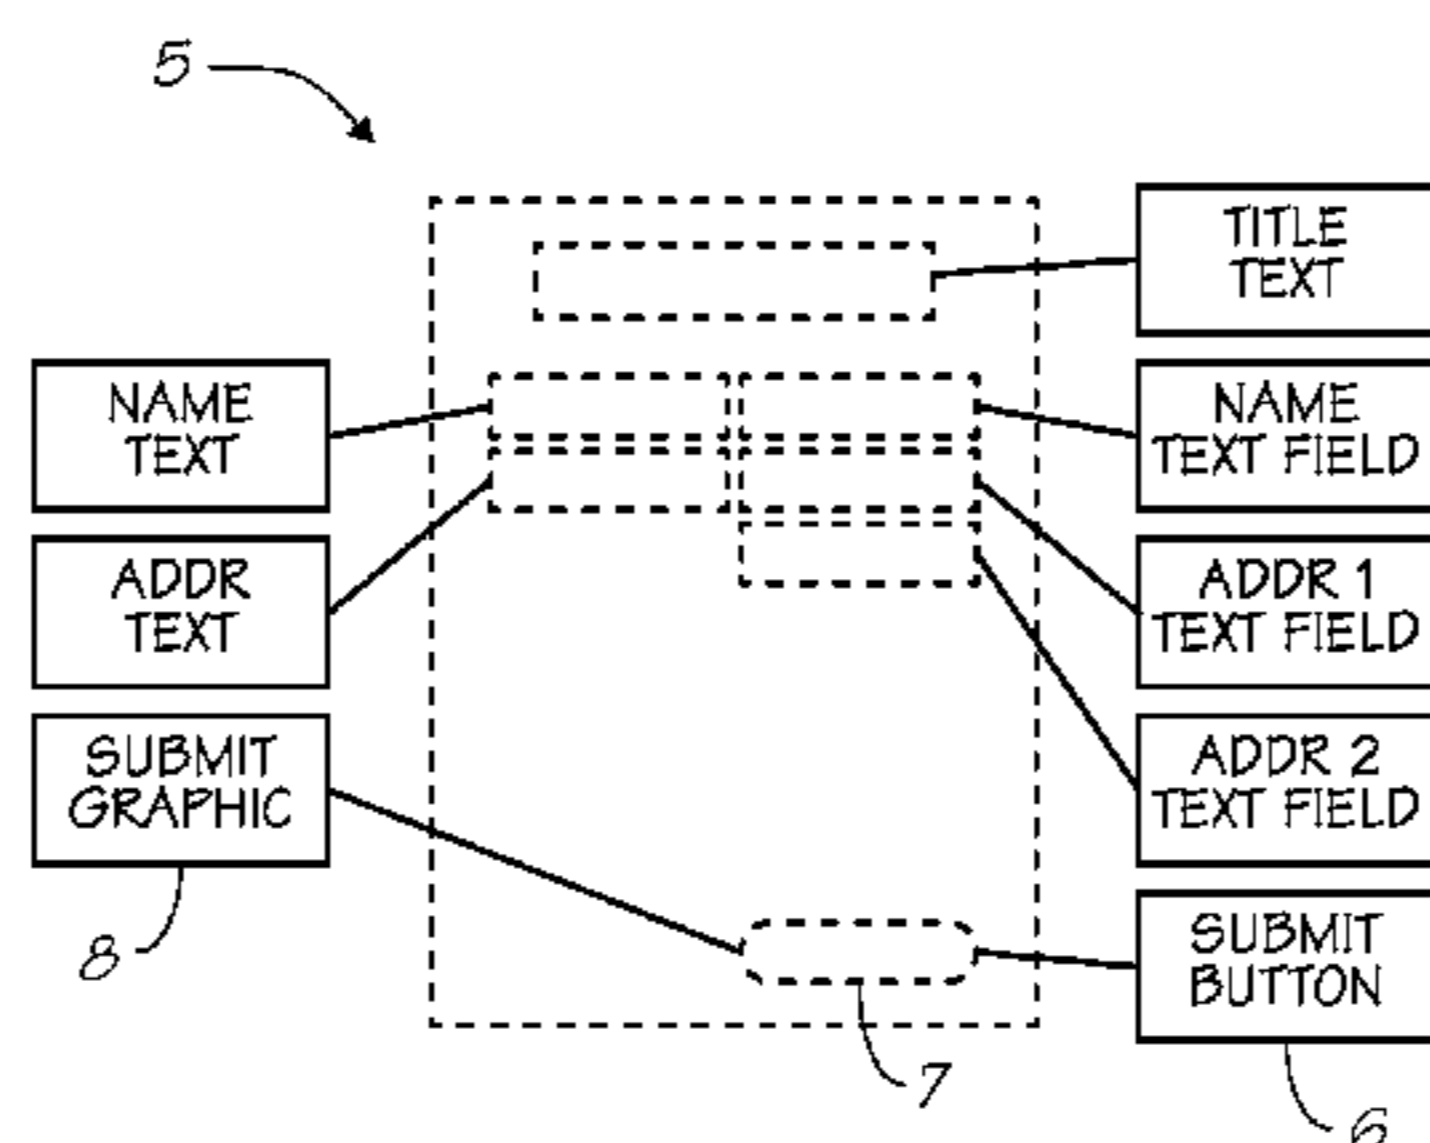 5
TITLE
TEXT
NAME
TEXT
NAME
TEXT FIELD
ADDR
TEXT
ADDR 1
TEXT FIELD
SUBMIT
GRAPHIC
ADDR 2
TEXT FIELD
8
SUBMIT
BUTTON
7
6